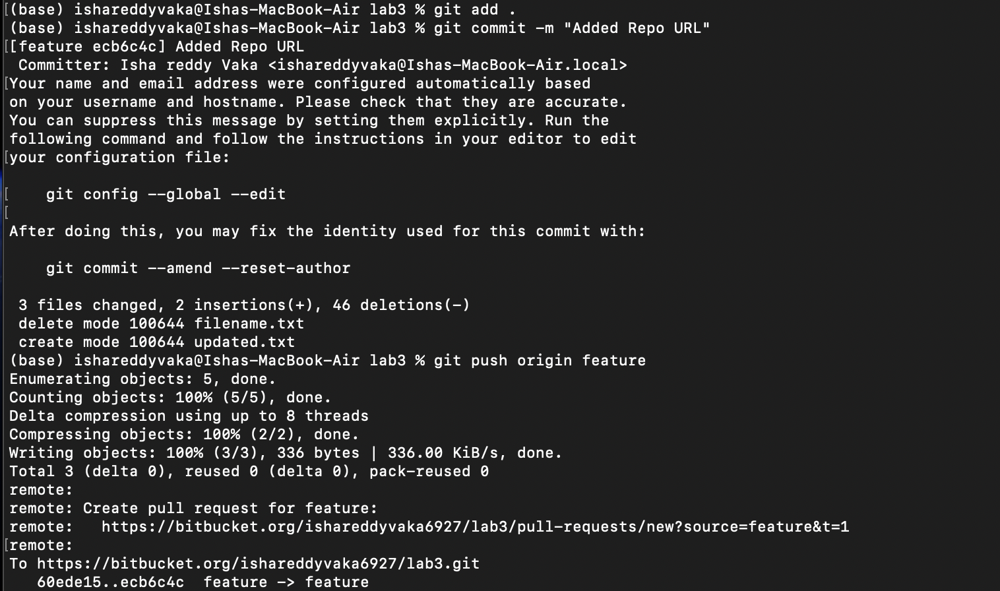 [(base) ishareddyvaka@Ishas-MacBook-Air lab3 % git add .
(base) ishareddyvaka@Ishas-MacBook-Air lab3 % git commit -m "Added Repo URL"
[[feature ecb6c4c] Added Repo URL
 Committer: Isha reddy Vaka <ishareddyvaka@Ishas-MacBook-Air.local>
[Your name and email address were configured automatically based
on your username and hostname. Please check that they are accurate.
You can suppress this message by setting them explicitly. Run the
following command and follow the instructions in your editor to edit
[your configuration file:
[    git config --global --edit
[
After doing this, you may fix the identity used for this commit with:
    git commit --amend --reset-author
 3 files changed, 2 insertions(+), 46 deletions(-)
 delete mode 100644 filename.txt
 create mode 100644 updated.txt
(base) ishareddyvaka@Ishas-MacBook-Air lab3 % git push origin feature
Enumerating objects: 5, done.
Counting objects: 100% (5/5), done.
Delta compression using up to 8 threads
Compressing objects: 100% (2/2), done.
Writing objects: 100% (3/3), 336 bytes | 336.00 KiB/s, done.
Total 3 (delta 0), reused 0 (delta 0), pack-reused 0
remote:
remote: Create pull request for feature:
remote:   https://bitbucket.org/ishareddyvaka6927/lab3/pull-requests/new?source=feature&t=1
[remote:
To https://bitbucket.org/ishareddyvaka6927/lab3.git
   60ede15..ecb6c4c  feature -> feature